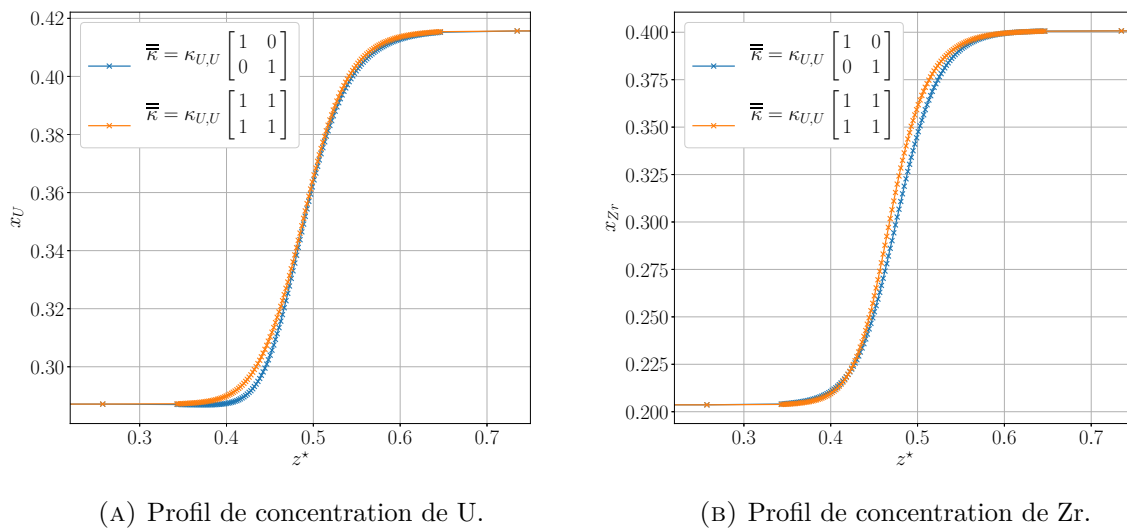 0.42
0.40
0.38
0.36
0.34
0.32
0.30
x_U
0.3 0.4 0.5 0.6 0.7
z⋆
κ̿ = κ_{U,U} [1 0
0 1]
κ̿ = κ_{U,U} [1 1
1 1]
(A) Profil de concentration de U.
0.400
0.375
0.350
0.325
0.300
0.275
0.250
0.225
0.200
x_{Zr}
0.3 0.4 0.5 0.6 0.7
z⋆
κ̿ = κ_{U,U} [1 0
0 1]
κ̿ = κ_{U,U} [1 1
1 1]
(B) Profil de concentration de Zr.